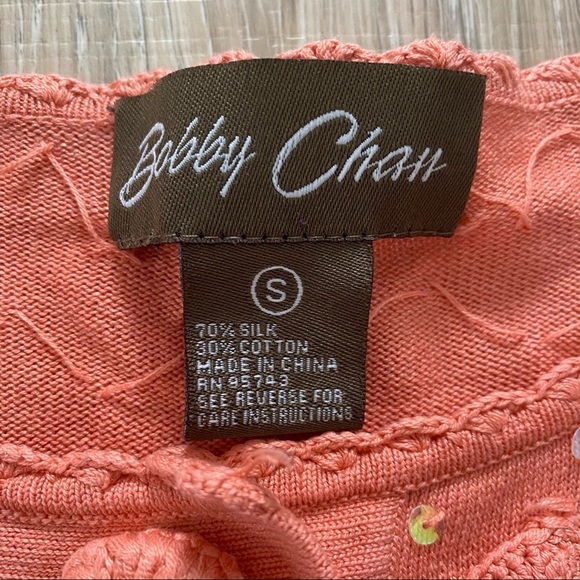 Bobby Chan
S
70% SILK
30% COTTON
MADE IN CHINA
RN 95743
SEE REVERSE FOR
CARE INSTRUCTIONS